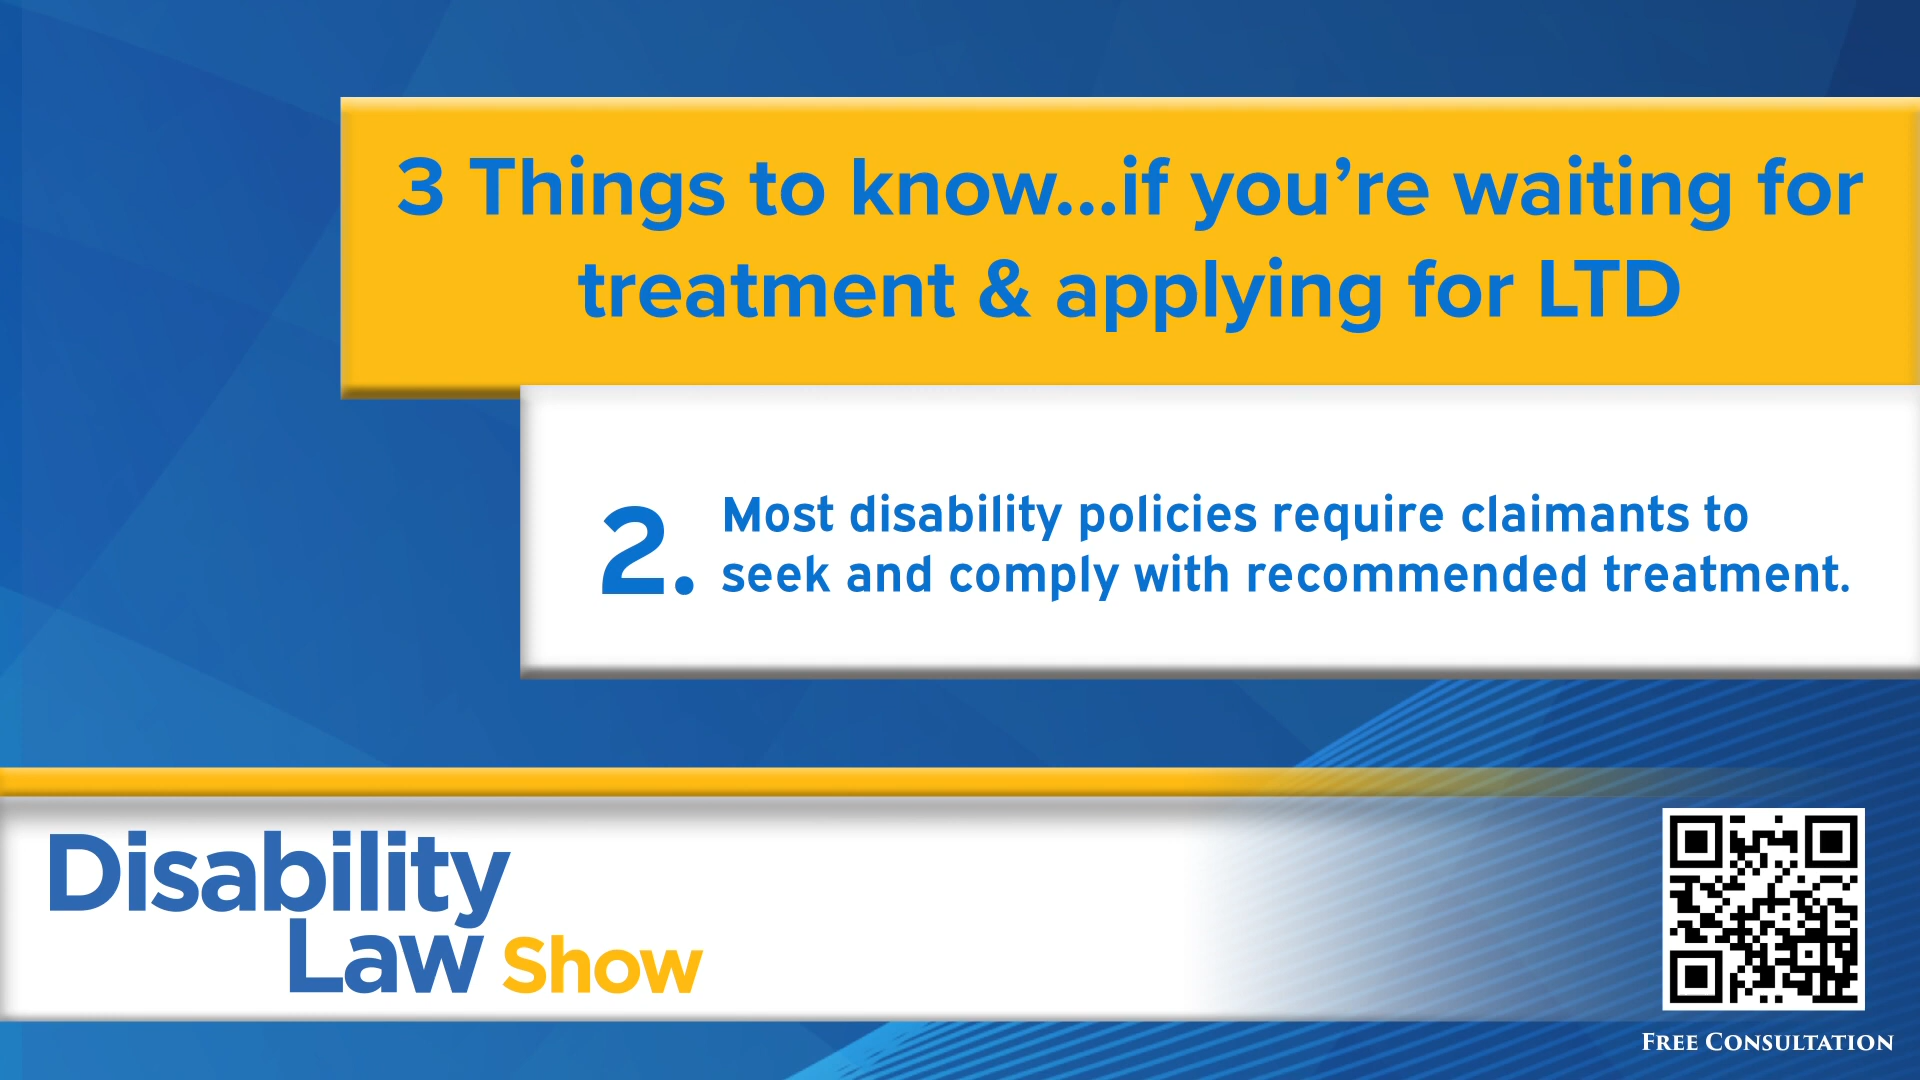 3 Things to know...if you’re waiting for
treatment & applying for LTD
2. Most disability policies require claimants to
seek and comply with recommended treatment.
Disability
Law Show
Free Consultation